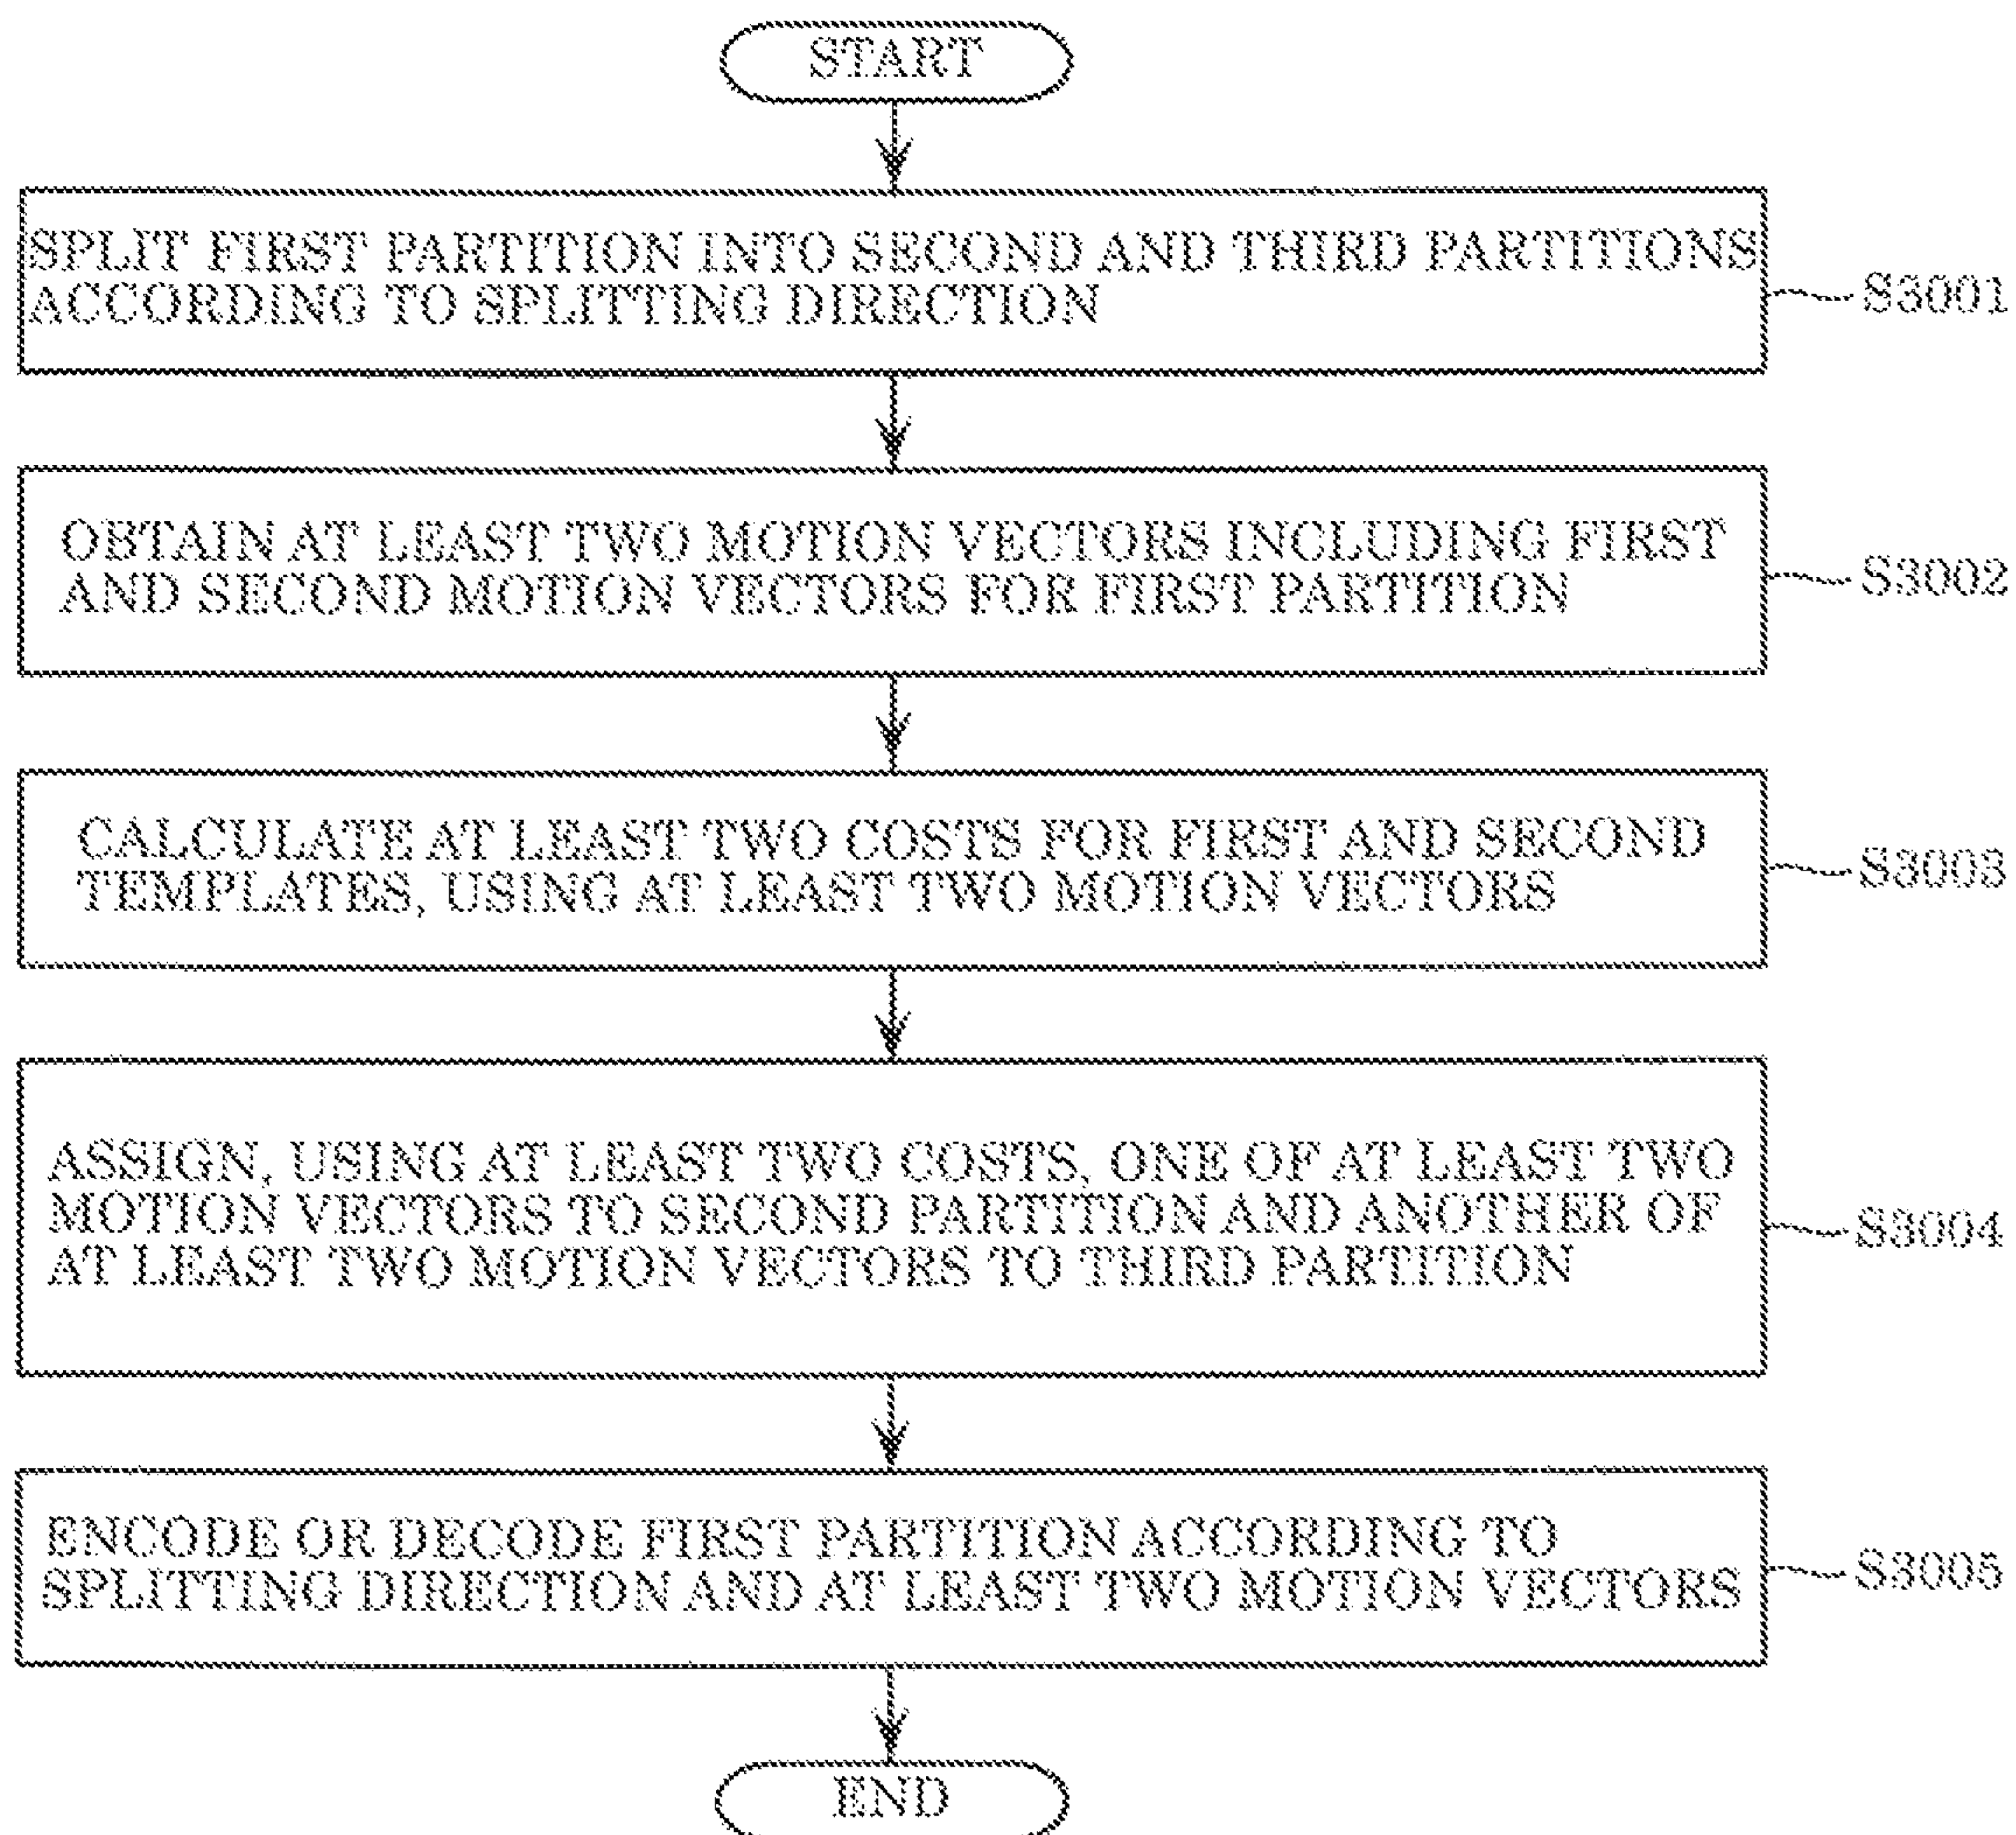 START
SPLIT FIRST PARTITION INTO SECOND AND THIRD PARTITIONS
ACCORDING TO SPLITTING DIRECTION
S3001
OBTAIN AT LEAST TWO MOTION VECTORS INCLUDING FIRST
AND SECOND MOTION VECTORS FOR FIRST PARTITION
S3002
CALCULATE AT LEAST TWO COSTS FOR FIRST AND SECOND
TEMPLATES, USING AT LEAST TWO MOTION VECTORS
S3003
ASSIGN, USING AT LEAST TWO COSTS, ONE OF AT LEAST TWO
MOTION VECTORS TO SECOND PARTITION AND ANOTHER OF
AT LEAST TWO MOTION VECTORS TO THIRD PARTITION
S3004
ENCODE OR DECODE FIRST PARTITION ACCORDING TO
SPLITTING DIRECTION AND AT LEAST TWO MOTION VECTORS
S3005
END